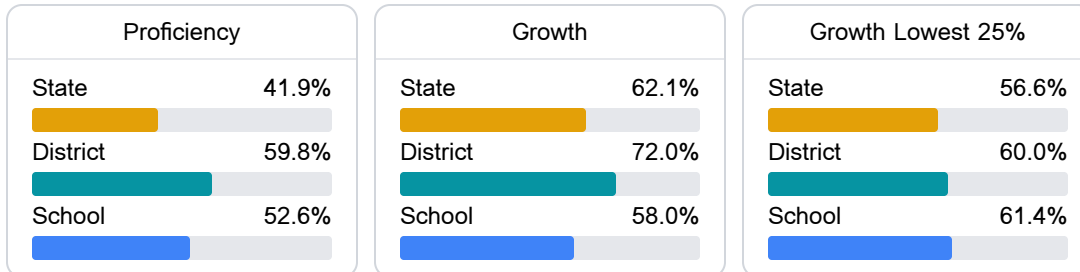 Proficiency
State 41.9%
District 59.8%
School 52.6%
Growth
State 62.1%
District 72.0%
School 58.0%
Growth Lowest 25%
State 56.6%
District 60.0%
School 61.4%